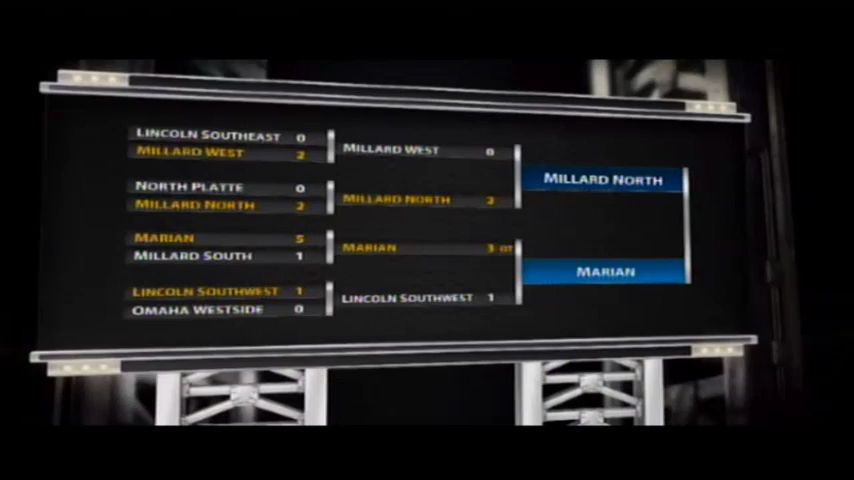 LINCOLN SOUTHEAST 0
MILLARD WEST 2
NORTH PLATTE 0
MILLARD NORTH 2
MARIAN 5
MILLARD SOUTH 1
LINCOLN SOUTHWEST 1
OMAHA WESTSIDE 0
MILLARD WEST 0
MILLARD NORTH 2
MARIAN 3 OT
LINCOLN SOUTHWEST 1
MILLARD NORTH
MARIAN